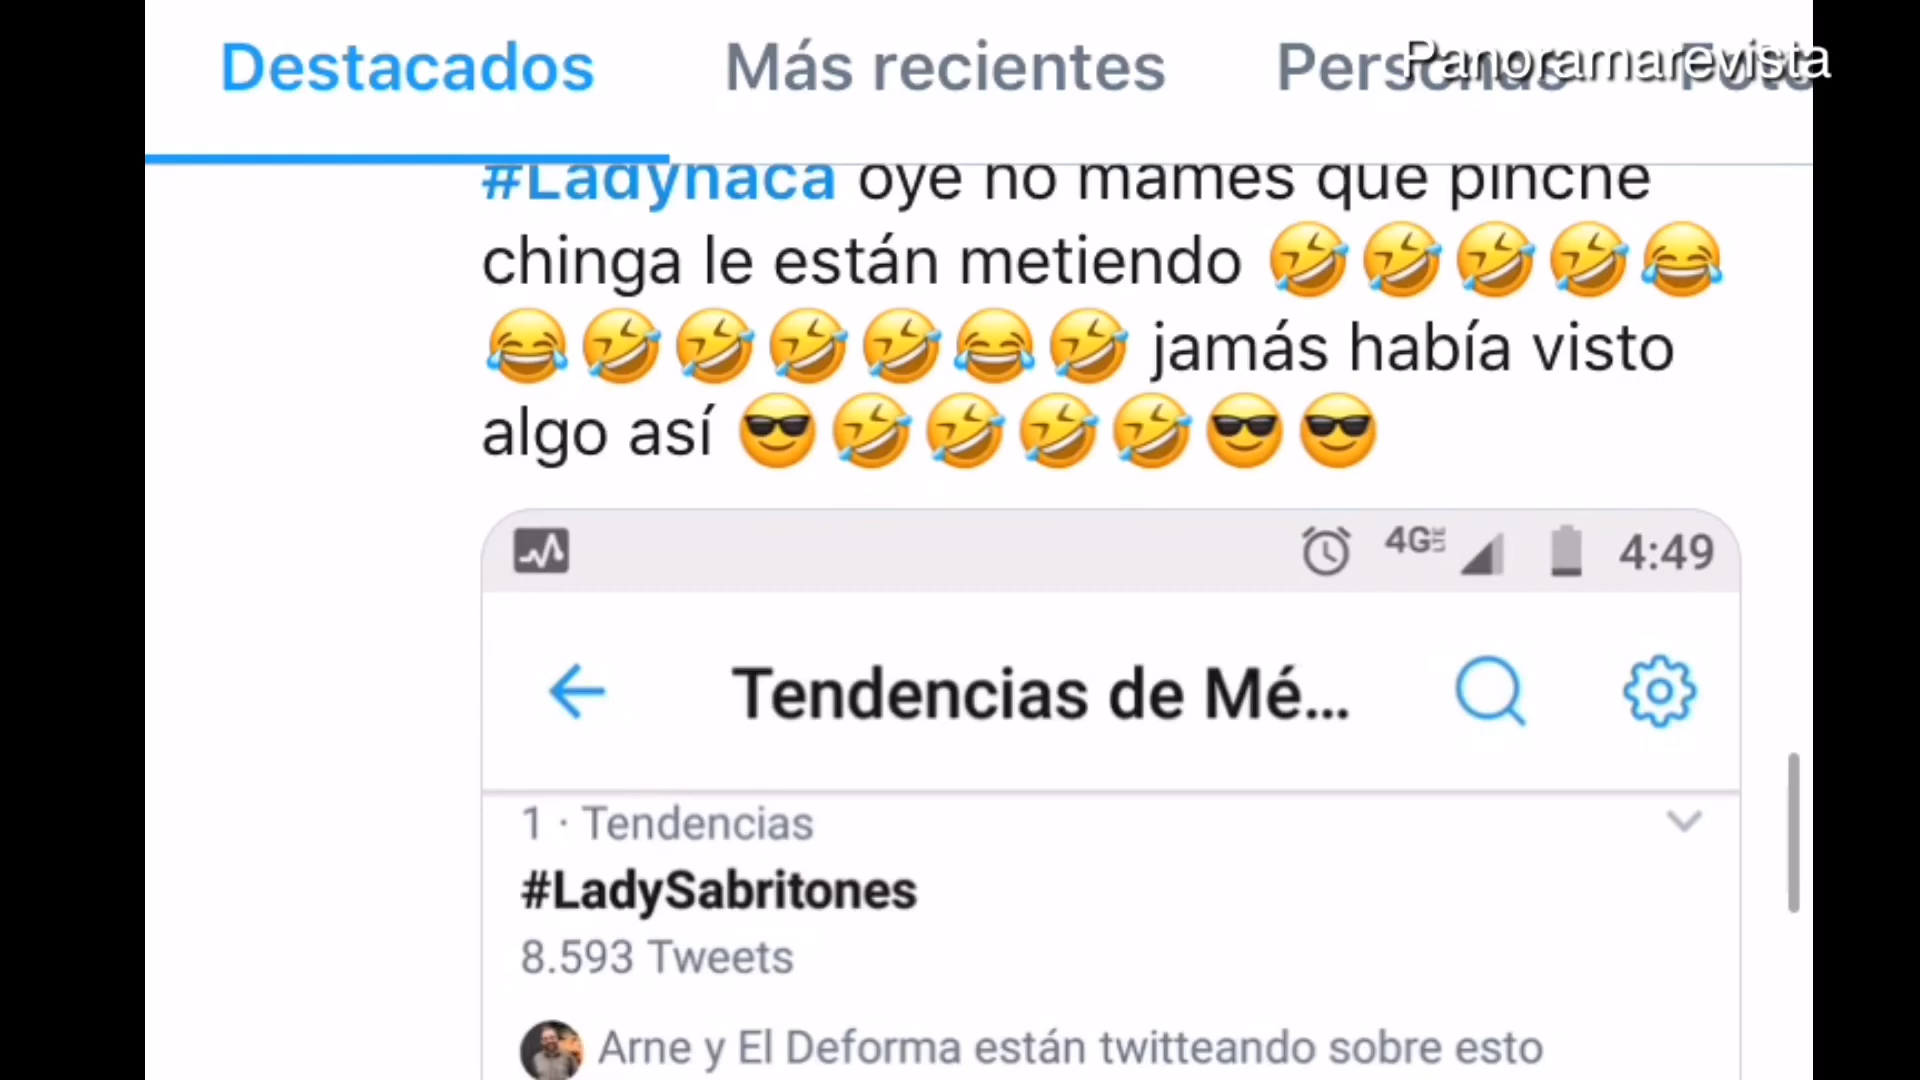 Destacados Más recientes Personas Foto
Panoramarevista
#Ladynaca oye no mames que pinche
chinga le están metiendo 🤣🤣🤣🤣😂
😂🤣🤣🤣🤣😂🤣 jamás había visto
algo así 😎🤣🤣🤣🤣😎😎
4G LTE 4:49
Tendencias de Mé...
1 · Tendencias
#LadySabritones
8.593 Tweets
Arne y El Deforma están twitteando sobre esto